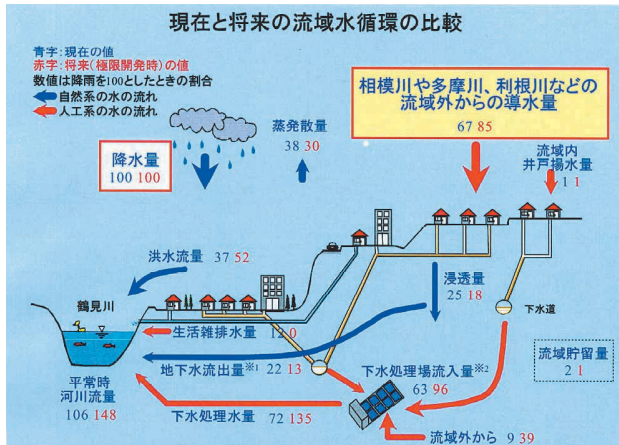 現在と将来の流域水循環の比較
青字:現在の値
赤字:将来(極限開発時)の値
数値は降雨を100としたときの割合
自然系の水の流れ
人工系の水の流れ
降水量
100 100
蒸発散量
38 30
相模川や多摩川、利根川などの
流域外からの導水量
67 85
流域内
井戸揚水量
1 1
洪水流量 37 52
浸透量
25 18
下水道
鶴見川
生活雑排水量 12 0
地下水流出量※1 22 13
下水処理場流入量※2
63 96
流域貯留量
2 1
平常時
河川流量
106 148
下水処理水量 72 135
流域外から 9 39